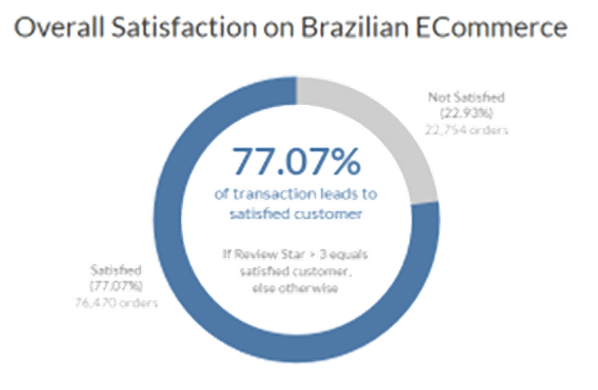 Overall Satisfaction on Brazilian ECommerce
Not Satisfied
(22.93%)
22,754 orders
77.07%
of transaction leads to
satisfied customer
If Review Star > 3 equals
satisfied customer,
else otherwise
Satisfied
(77.07%)
76,470 orders